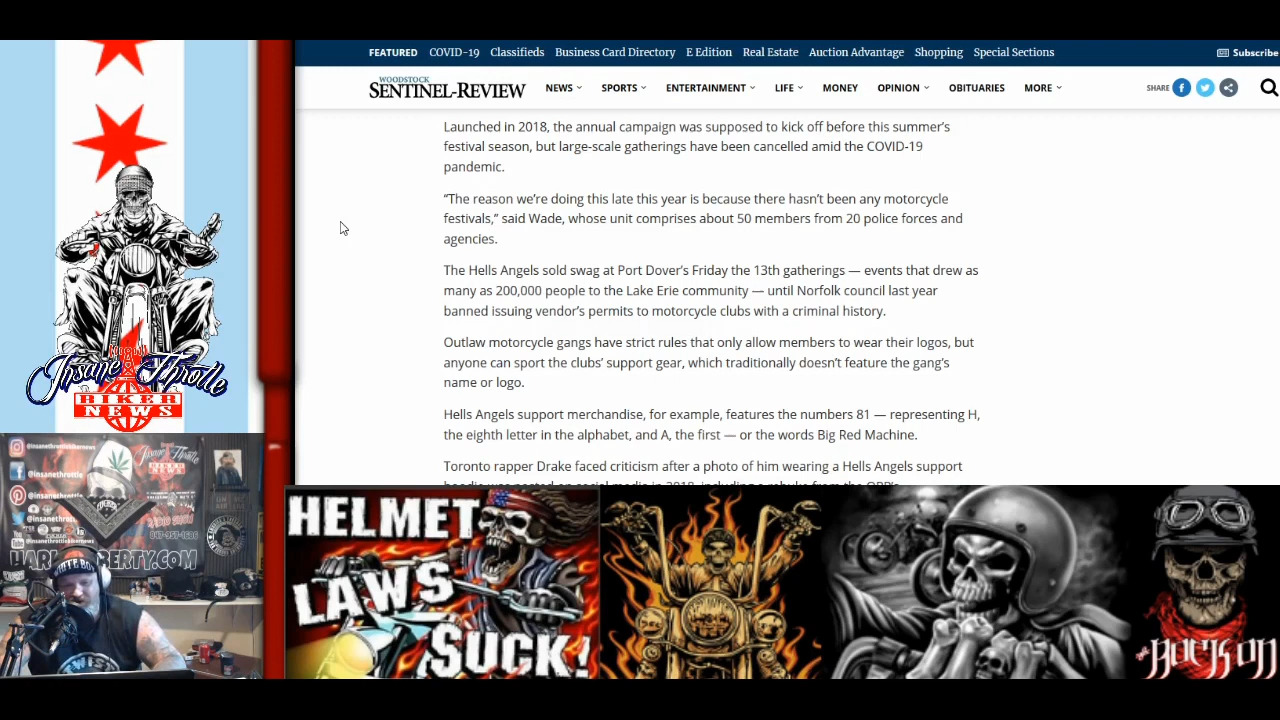 FEATURED COVID-19 Classifieds Business Card Directory E Edition Real Estate Auction Advantage Shopping Special Sections Subscribe
WOODSTOCK
SENTINEL-REVIEW NEWS SPORTS ENTERTAINMENT LIFE MONEY OPINION OBITUARIES MORE SHARE
Launched in 2018, the annual campaign was supposed to kick off before this summer’s
festival season, but large-scale gatherings have been cancelled amid the COVID-19
pandemic.
“The reason we’re doing this late this year is because there hasn’t been any motorcycle
festivals,” said Wade, whose unit comprises about 50 members from 20 police forces and
agencies.
The Hells Angels sold swag at Port Dover’s Friday the 13th gatherings — events that drew as
many as 200,000 people to the Lake Erie community — until Norfolk council last year
banned issuing vendor’s permits to motorcycle clubs with a criminal history.
Outlaw motorcycle gangs have strict rules that only allow members to wear their logos, but
anyone can sport the clubs’ support gear, which traditionally doesn’t feature the gang’s
name or logo.
Hells Angels support merchandise, for example, features the numbers 81 — representing H,
the eighth letter in the alphabet, and A, the first — or the words Big Red Machine.
Toronto rapper Drake faced criticism after a photo of him wearing a Hells Angels support
Insane Throttle
BIKER
NEWS
@insanethrottlebikernews
@insanethrottle
@insanethrottle
HELMET
LAWS
SUCK!